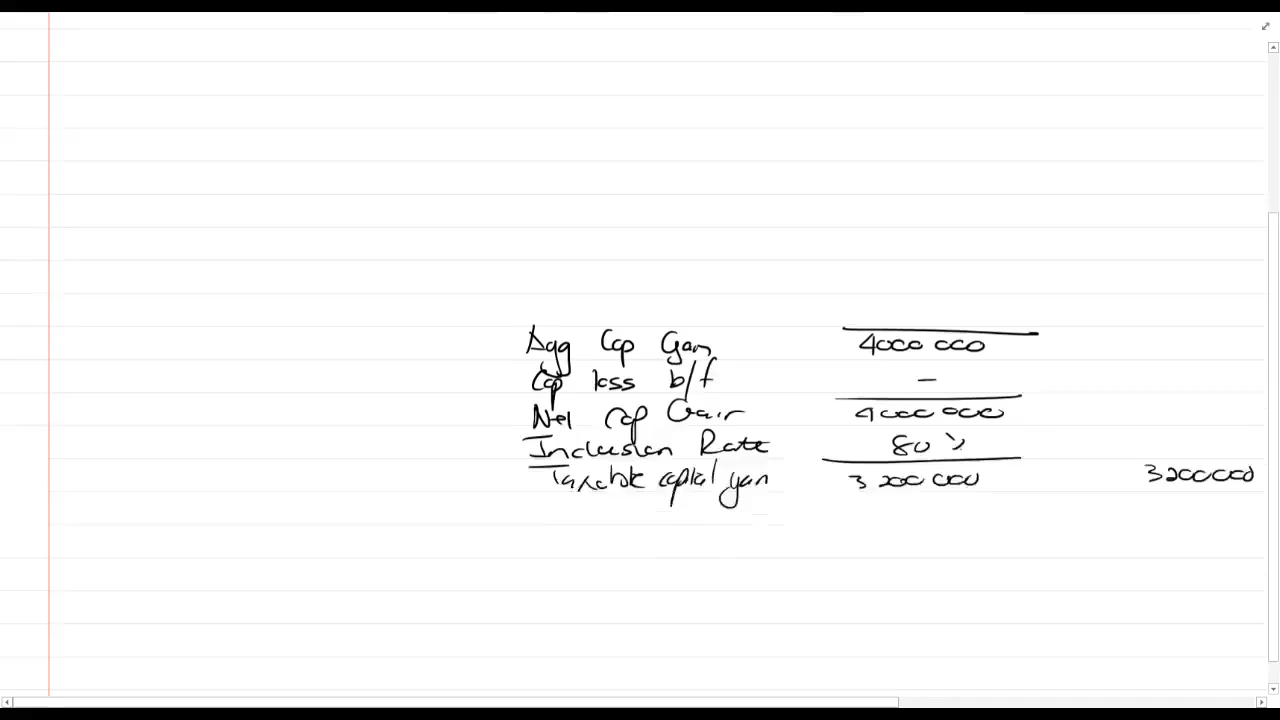 Agg Cap Gain 4000 000
Cap loss b/f -
Net Cap Gain 4000 000
Inclusion Rate 80 %
Taxable capital gain 3 200 000 3200000